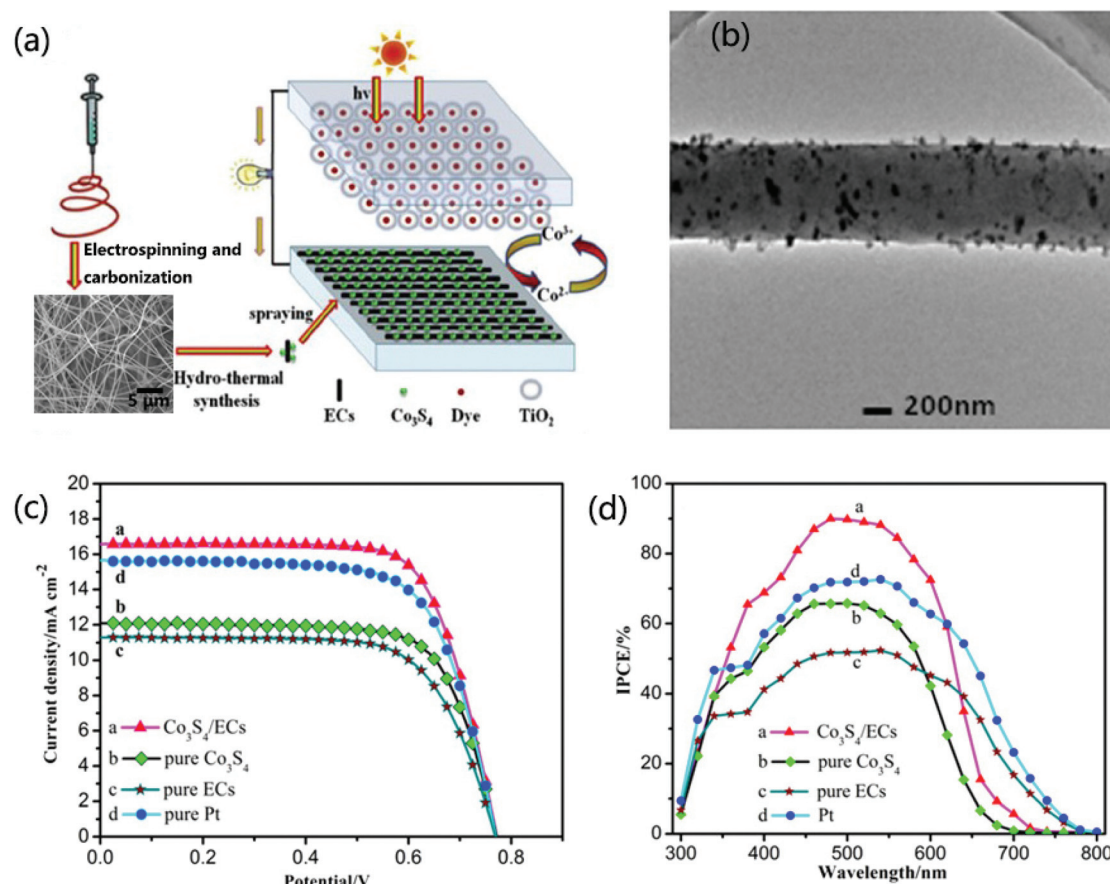 (a)
hν
Electrospinning and
carbonization
Co³⁻
Co²⁻
spraying
5 μm
Hydro-thermal
synthesis
ECs
Co₃S₄
Dye
TiO₂
(b)
200nm
(c)
Current density/mA cm⁻²
20
18
16
14
12
10
8
6
4
2
0
a
d
b
c
a Co₃S₄/ECs
b pure Co₃S₄
c pure ECs
d pure Pt
0.0 0.2 0.4 0.6 0.8
Potential/V
(d)
IPCE/%
100
80
60
40
20
0
a
d
b
c
a Co₃S₄/ECs
b pure Co₃S₄
c pure ECs
d Pt
300 400 500 600 700 800
Wavelength/nm